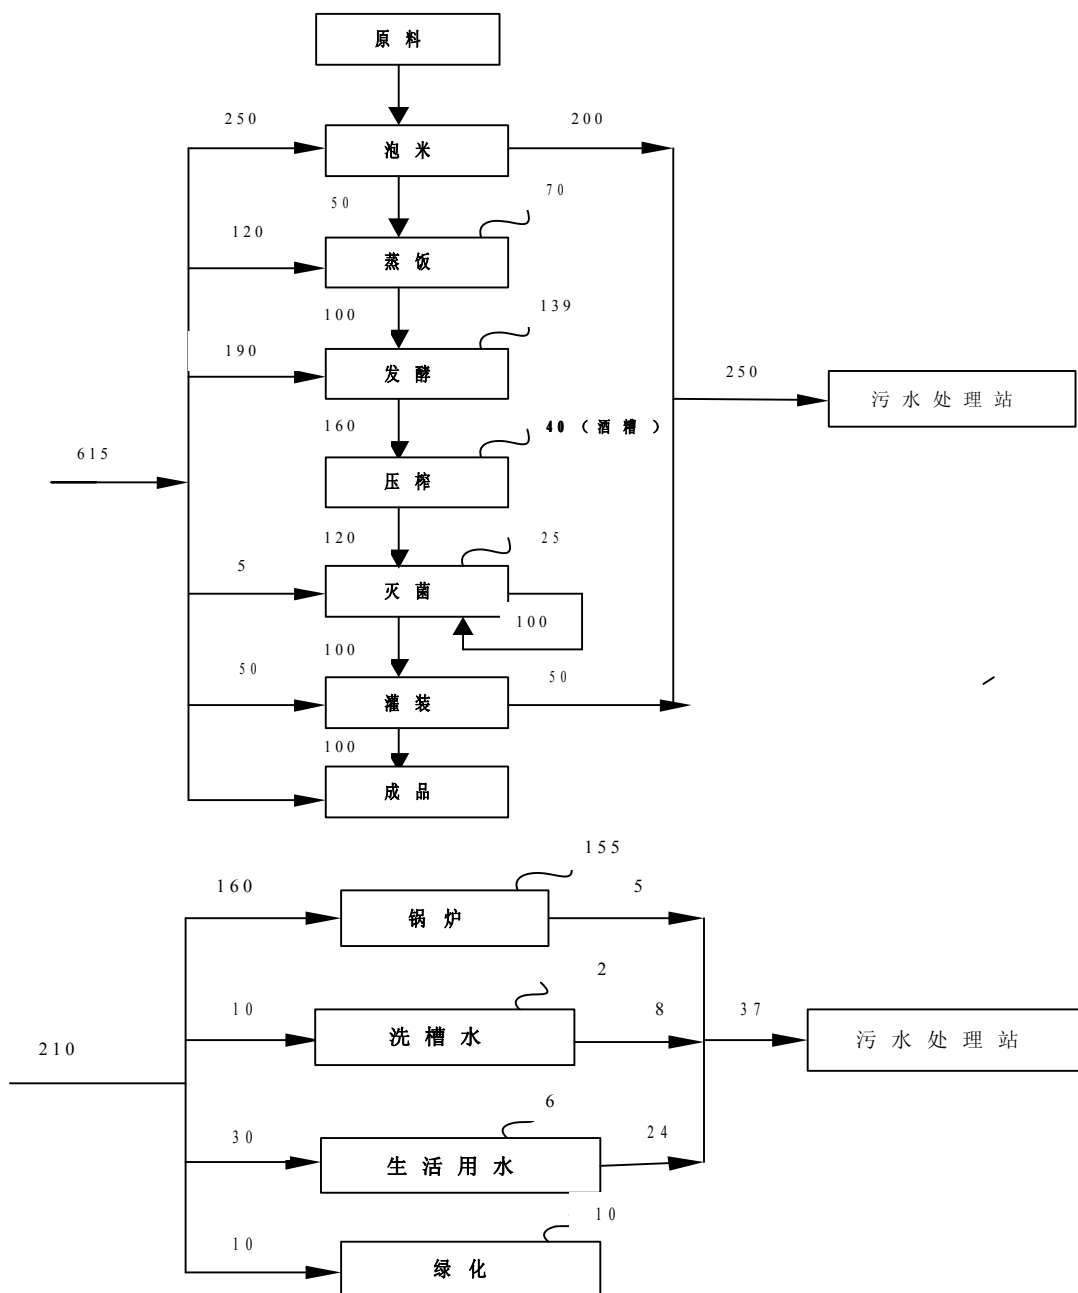 原料
250
泡米
200
50
70
120
蒸饭
100
139
190
发酵
250
污水处理站
160
40（酒槽）
615
压榨
120
25
5
灭菌
100
100
50
50
灌装
100
成品
155
160
5
锅炉
2
10
8
37
洗槽水
污水处理站
210
6
30
24
生活用水
10
10
绿化